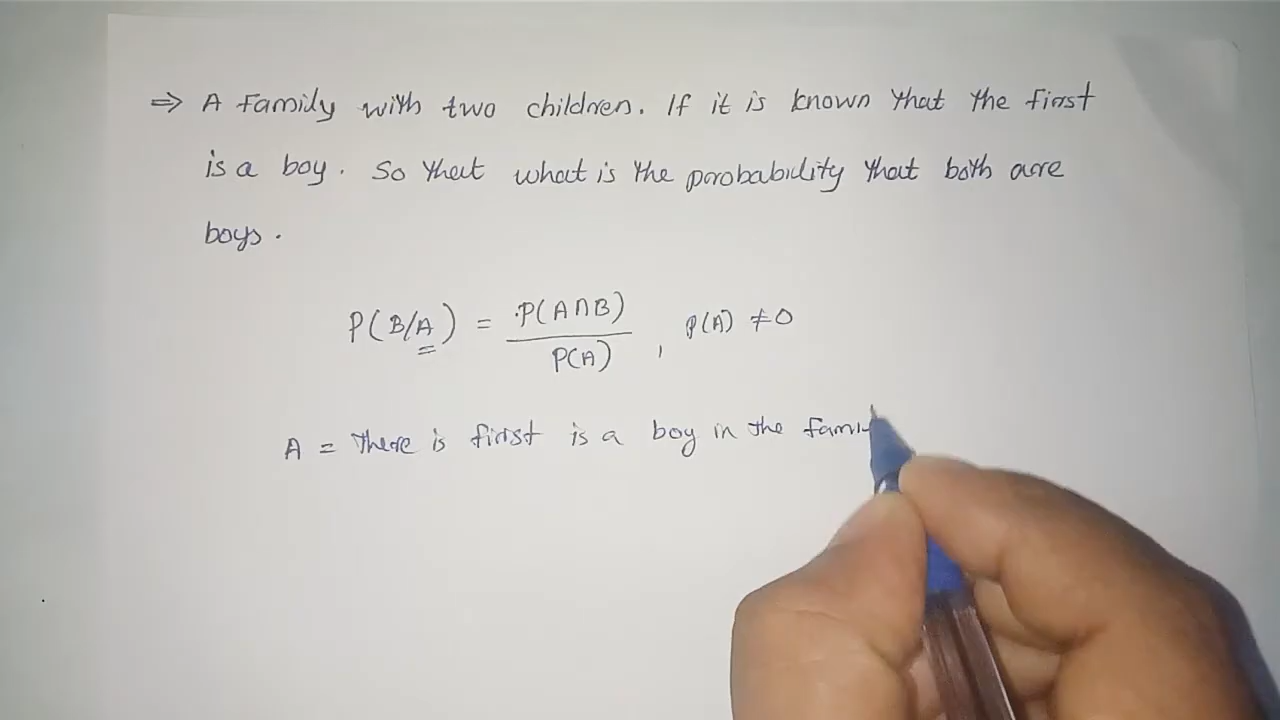 ⇒ A family with two children. If it is known that the first
is a boy. So that what is the probability that both are
boys.
P(B/A) = P(A∩B) / P(A) , P(A) ≠ 0
A = There is first is a boy in the family